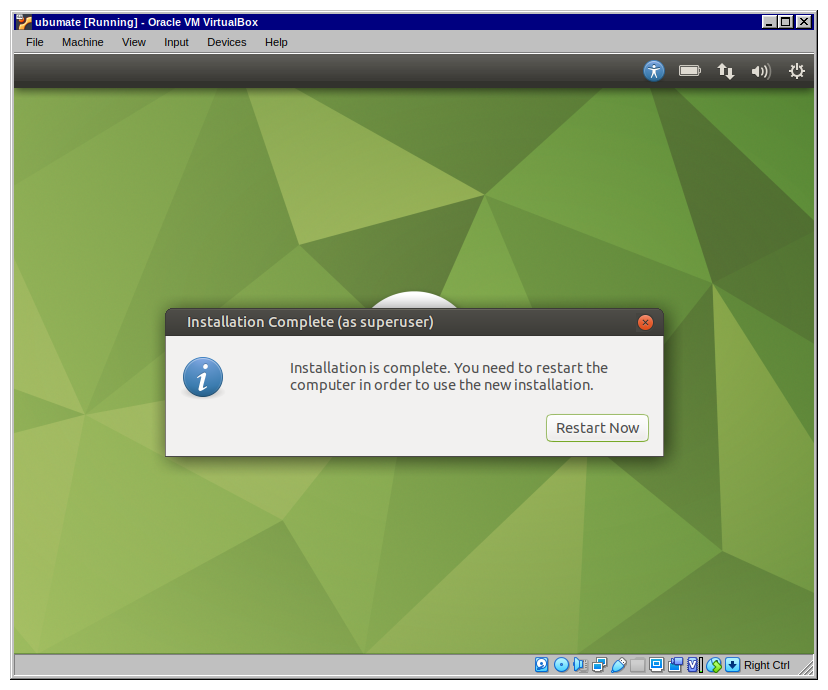 ubumate [Running] - Oracle VM VirtualBox
File Machine View Input Devices Help
Installation Complete (as superuser)
Installation is complete. You need to restart the
computer in order to use the new installation.
Restart Now
Right Ctrl